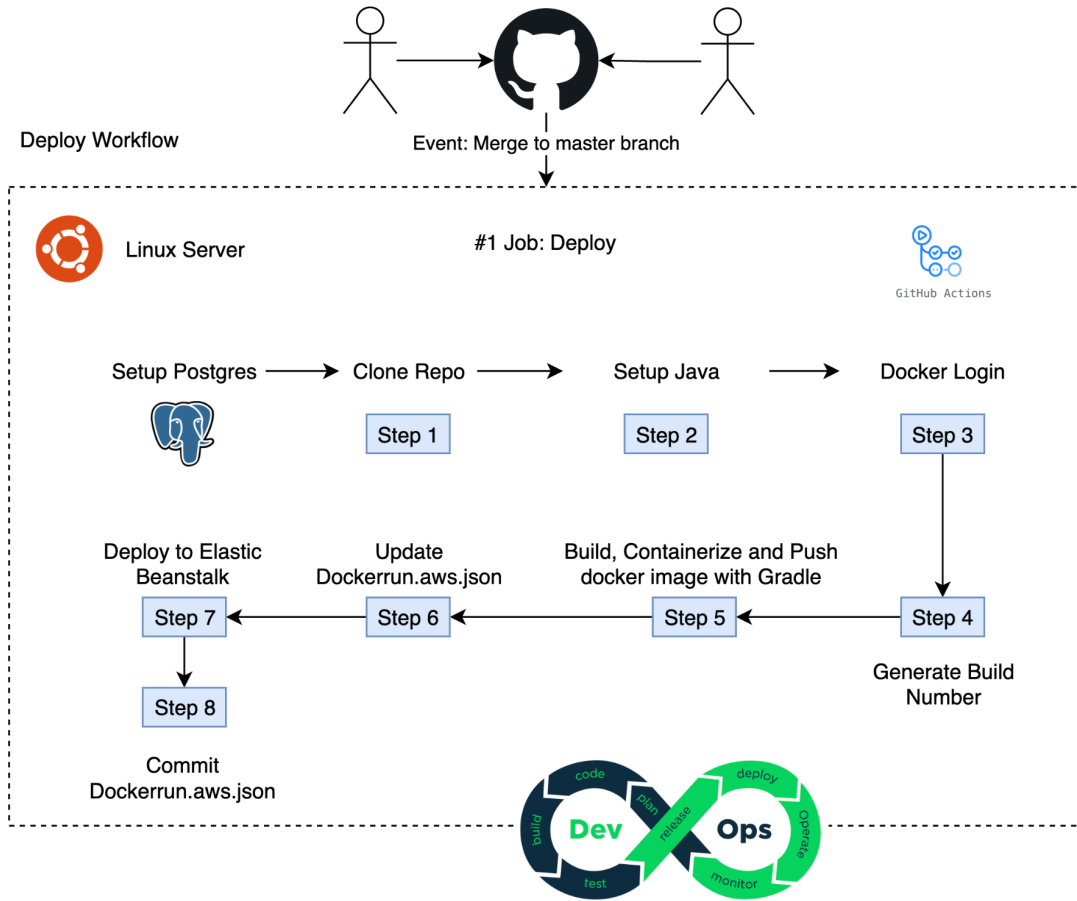 Deploy Workflow
Event: Merge to master branch
Linux Server
#1 Job: Deploy
GitHub Actions
Setup Postgres
Clone Repo
Setup Java
Docker Login
Step 1
Step 2
Step 3
Deploy to Elastic
Beanstalk
Update
Dockerrun.aws.json
Build, Containerize and Push
docker image with Gradle
Step 7
Step 6
Step 5
Step 4
Generate Build
Number
Step 8
Commit
Dockerrun.aws.json
code
plan
release
deploy
Operate
monitor
test
build
Dev
Ops